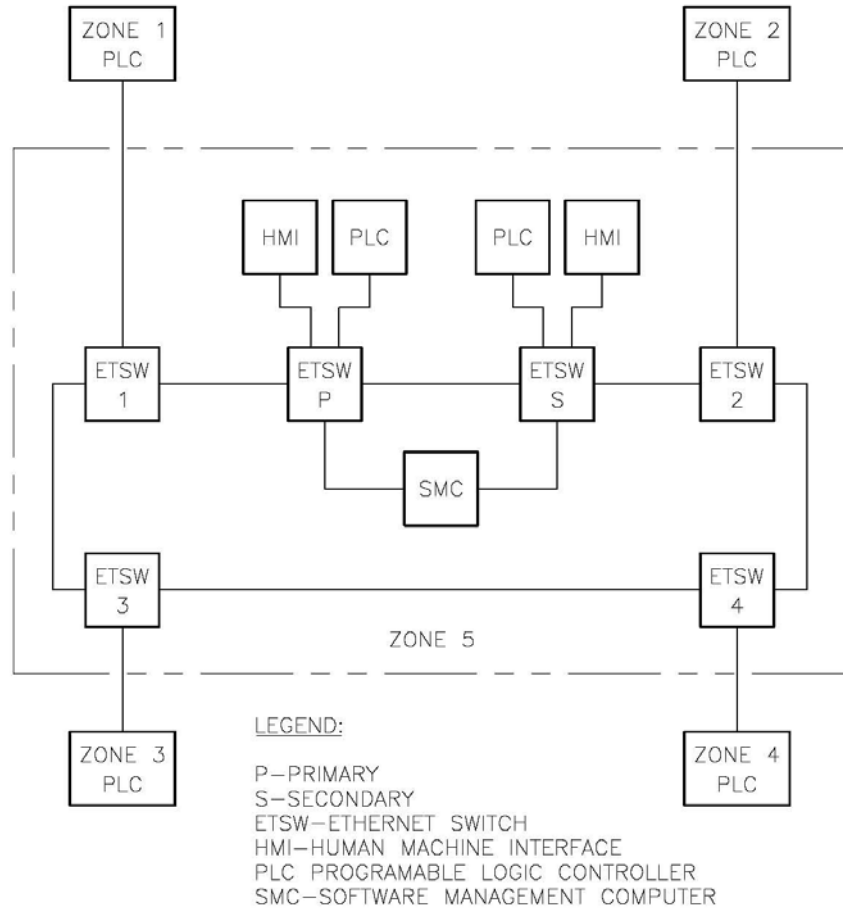 ZONE 1
PLC
ZONE 2
PLC
HMI
PLC
PLC
HMI
ETSW
1
ETSW
P
ETSW
S
ETSW
2
SMC
ETSW
3
ETSW
4
ZONE 5
ZONE 3
PLC
ZONE 4
PLC
LEGEND:
P-PRIMARY
S-SECONDARY
ETSW-ETHERNET SWITCH
HMI-HUMAN MACHINE INTERFACE
PLC PROGRAMABLE LOGIC CONTROLLER
SMC-SOFTWARE MANAGEMENT COMPUTER